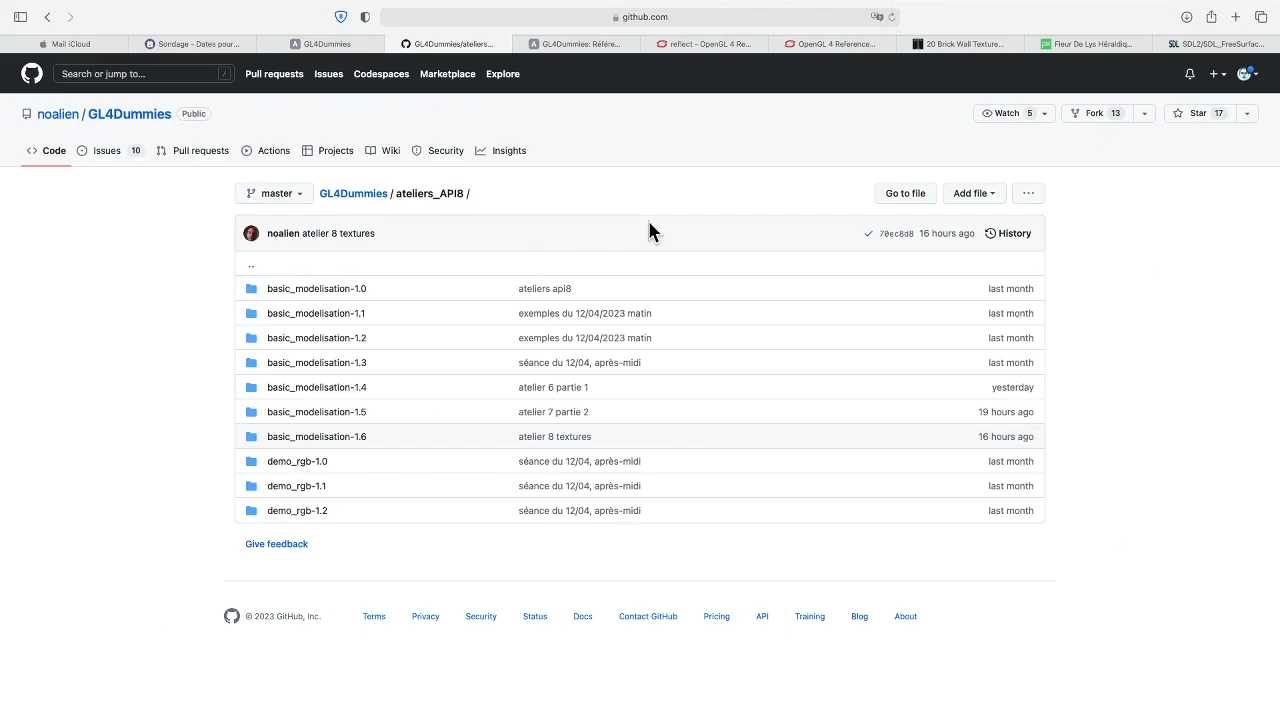 github.com
Mail iCloud
Sondage - Dates pour...
GL4Dummies
GL4Dummies/ateliers...
GL4Dummies: Référe...
reflect - OpenGL 4 Re...
OpenGL 4 Reference...
20 Brick Wall Texture...
Fleur De Lys Héraldiq...
SDL2/SDL_FreeSurfac...
Search or jump to... /
Pull requests
Issues
Codespaces
Marketplace
Explore
noalien / GL4Dummies Public
Watch 5
Fork 13
Star 17
Code
Issues 10
Pull requests
Actions
Projects
Wiki
Security
Insights
master
GL4Dummies / ateliers_API8 /
Go to file
Add file
noalien atelier 8 textures
70ec8d8 16 hours ago
History
..
basic_modelisation-1.0 ateliers api8 last month
basic_modelisation-1.1 exemples du 12/04/2023 matin last month
basic_modelisation-1.2 exemples du 12/04/2023 matin last month
basic_modelisation-1.3 séance du 12/04, après-midi last month
basic_modelisation-1.4 atelier 6 partie 1 yesterday
basic_modelisation-1.5 atelier 7 partie 2 19 hours ago
basic_modelisation-1.6 atelier 8 textures 16 hours ago
demo_rgb-1.0 séance du 12/04, après-midi last month
demo_rgb-1.1 séance du 12/04, après-midi last month
demo_rgb-1.2 séance du 12/04, après-midi last month
Give feedback
© 2023 GitHub, Inc.
Terms
Privacy
Security
Status
Docs
Contact GitHub
Pricing
API
Training
Blog
About